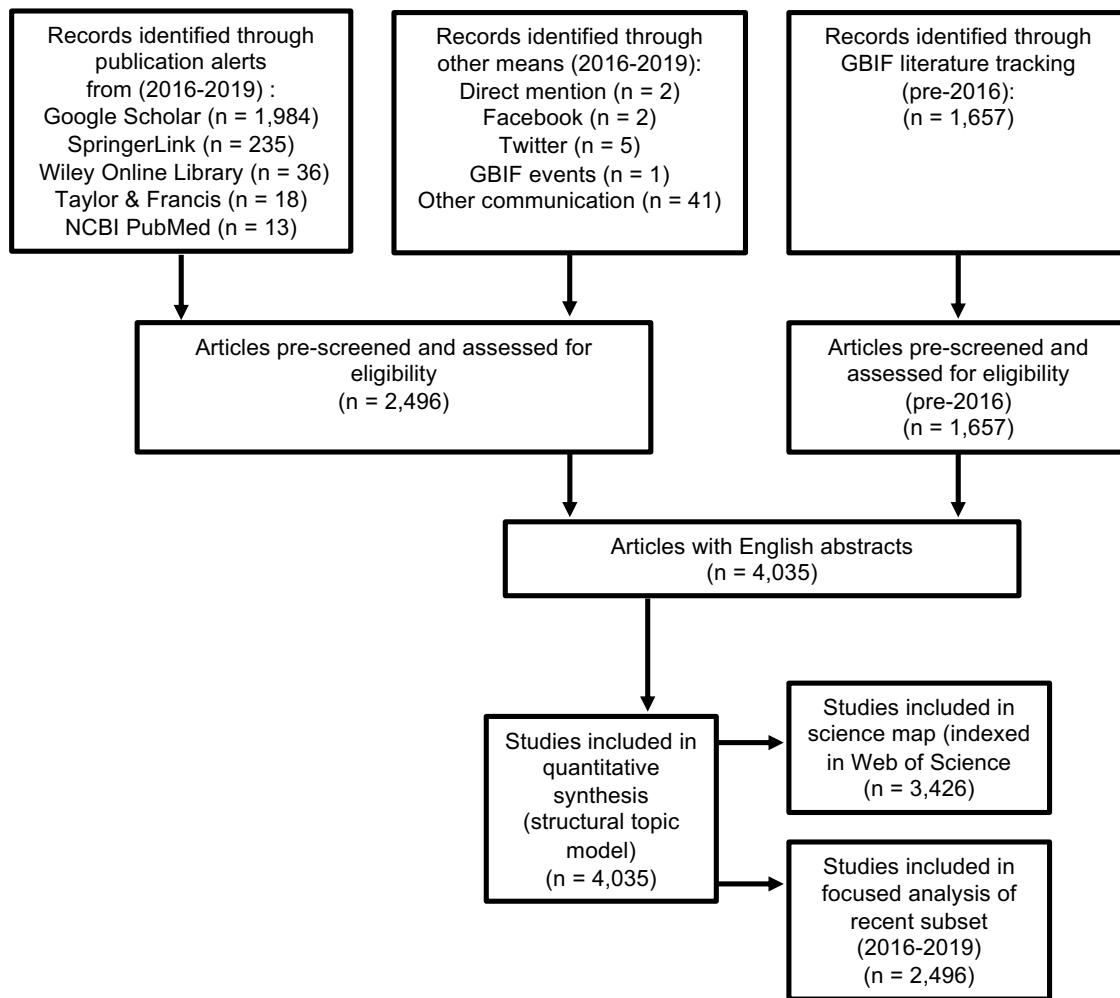 Records identified through
publication alerts
from (2016-2019) :
Google Scholar (n = 1,984)
SpringerLink (n = 235)
Wiley Online Library (n = 36)
Taylor & Francis (n = 18)
NCBI PubMed (n = 13)
Records identified through
other means (2016-2019):
Direct mention (n = 2)
Facebook (n = 2)
Twitter (n = 5)
GBIF events (n = 1)
Other communication (n = 41)
Records identified through
GBIF literature tracking
(pre-2016):
(n = 1,657)
Articles pre-screened and assessed for
eligibility
(n = 2,496)
Articles pre-screened and
assessed for eligibility
(pre-2016)
(n = 1,657)
Articles with English abstracts
(n = 4,035)
Studies included in
quantitative
synthesis
(structural topic
model)
(n = 4,035)
Studies included in
science map (indexed
in Web of Science
(n = 3,426)
Studies included in
focused analysis of
recent subset
(2016-2019)
(n = 2,496)